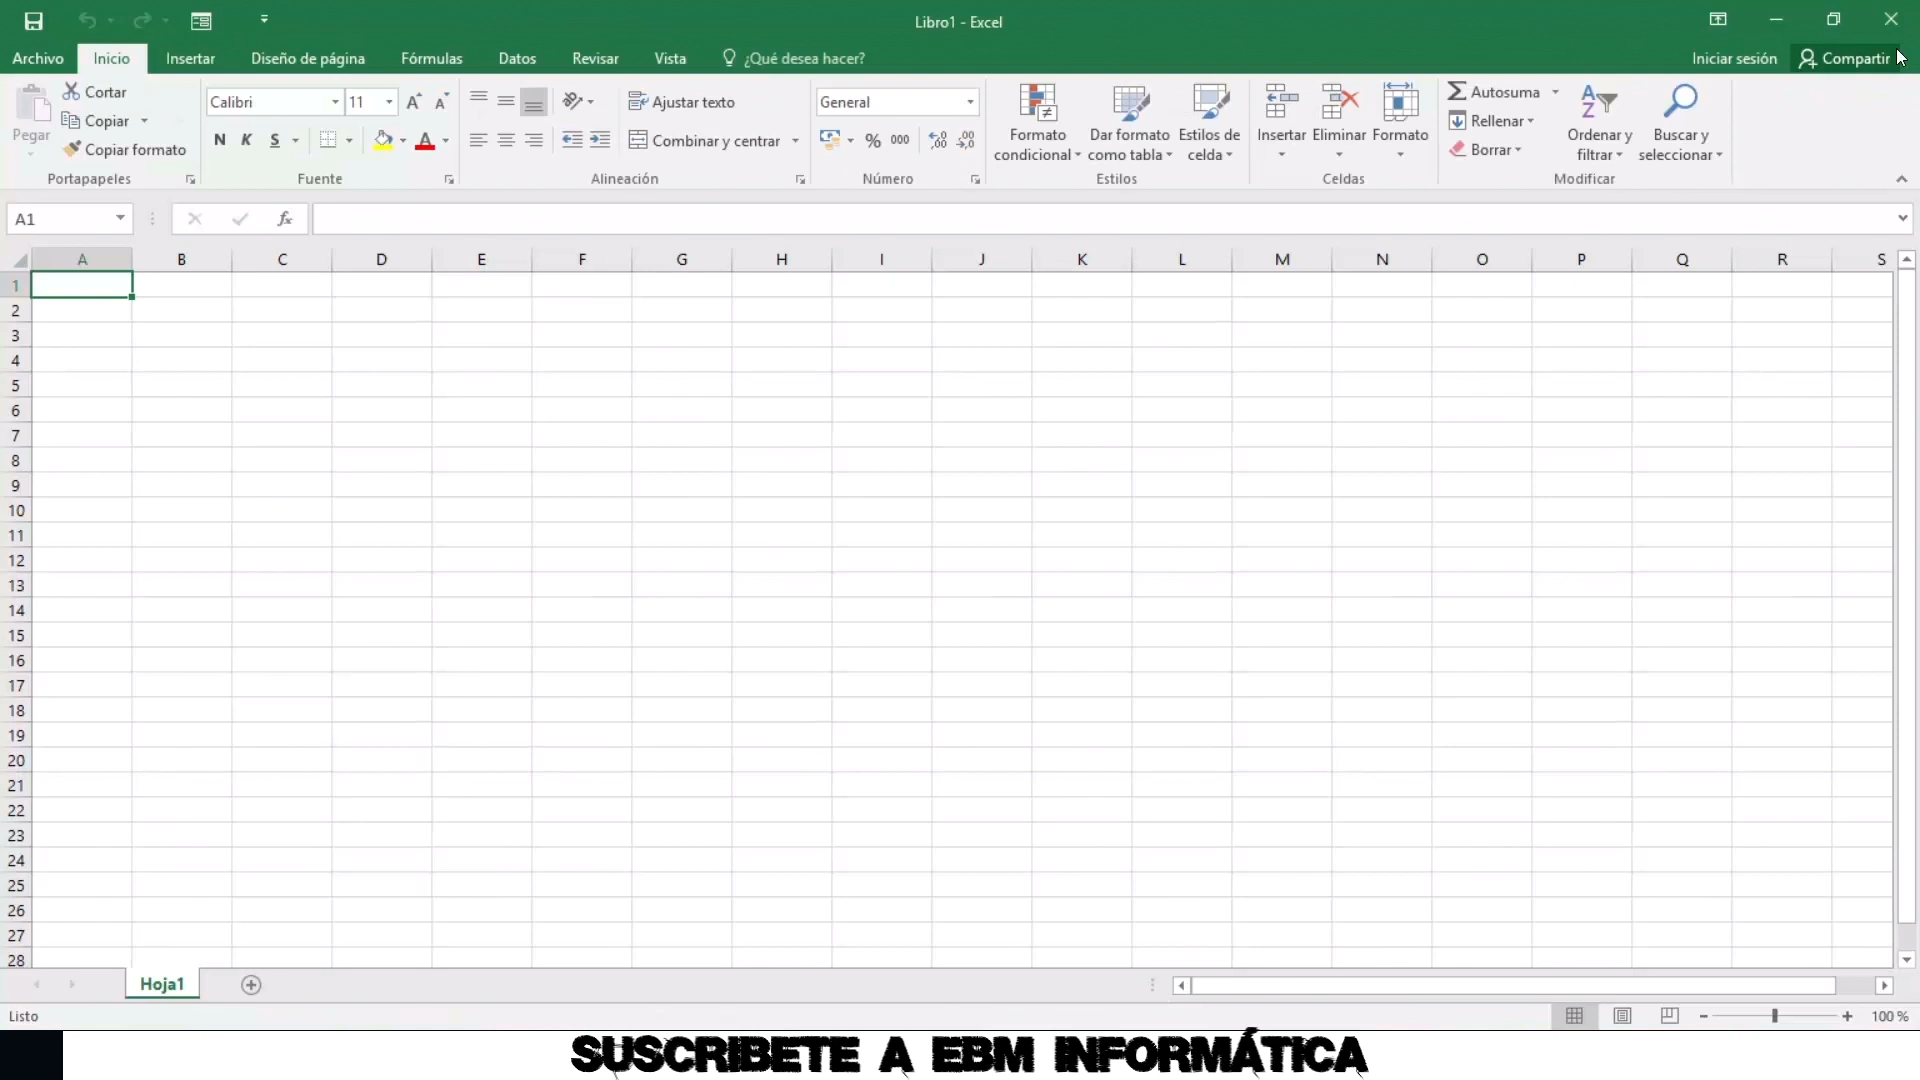 Libro1 - Excel
Archivo Inicio Insertar Diseño de página Fórmulas Datos Revisar Vista ¿Qué desea hacer? Iniciar sesión Compartir
Pegar
Cortar
Copiar
Copiar formato
Portapapeles
Calibri 11
N K S
Fuente
Ajustar texto
Combinar y centrar
Alineación
General
% 000
Número
Formato condicional
Dar formato como tabla
Estilos de celda
Estilos
Insertar Eliminar Formato
Celdas
Autosuma
Rellenar
Borrar
Ordenar y filtrar
Buscar y seleccionar
Modificar
A1 fx
A B C D E F G H I J K L M N O P Q R S
1
2
3
4
5
6
7
8
9
10
11
12
13
14
15
16
17
18
19
20
21
22
23
24
25
26
27
28
Hoja1
Listo 100 %
SUSCRIBETE A EBM INFORMÁTICA